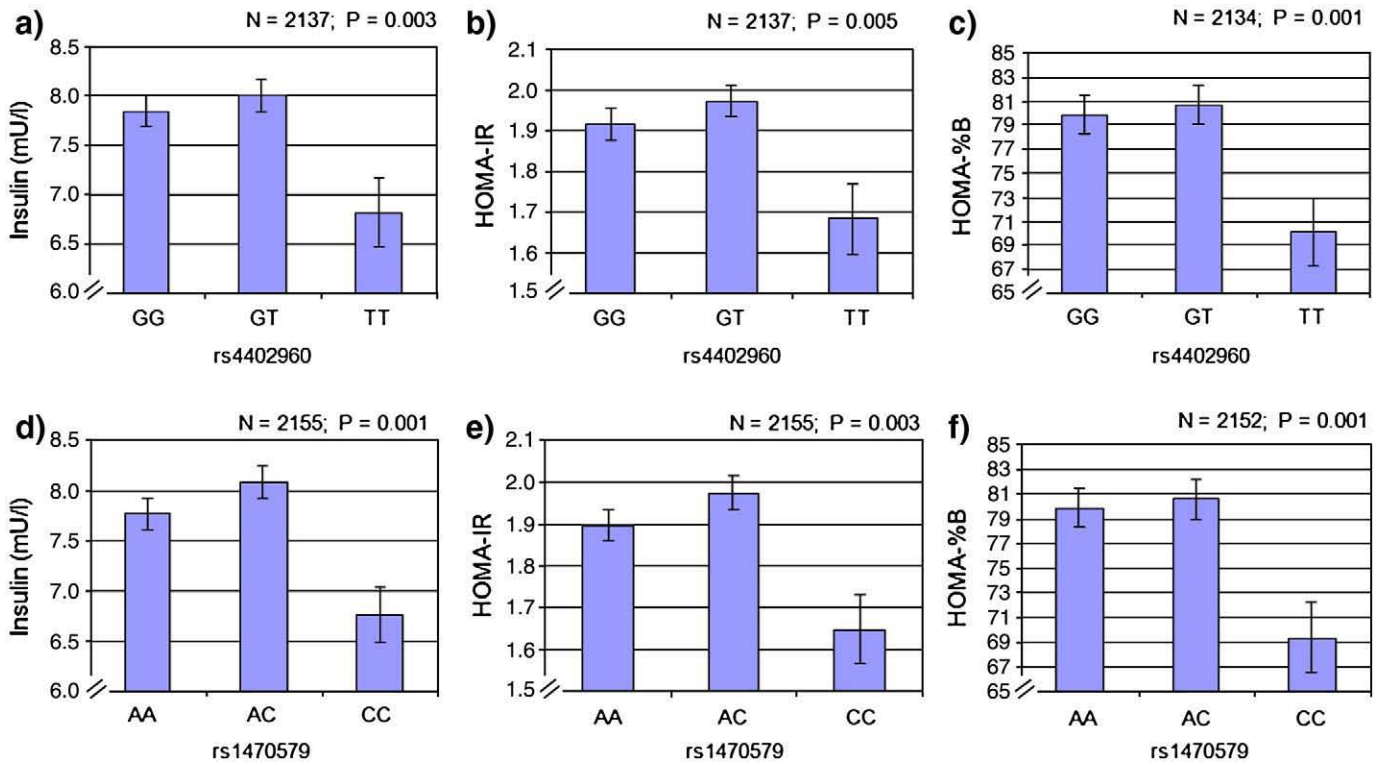 a)
N = 2137; P = 0.003
8.5
8.0
7.5
7.0
6.5
6.0
Insulin (mU/l)
GG GT TT
rs4402960
b)
N = 2137; P = 0.005
2.1
2.0
1.9
1.8
1.7
1.6
1.5
HOMA-IR
GG GT TT
rs4402960
c)
N = 2134; P = 0.001
85
83
81
79
77
75
73
71
69
67
65
HOMA-%B
GG GT TT
rs4402960
d)
N = 2155; P = 0.001
8.5
8.0
7.5
7.0
6.5
6.0
Insulin (mU/l)
AA AC CC
rs1470579
e)
N = 2155; P = 0.003
2.1
2.0
1.9
1.8
1.7
1.6
1.5
HOMA-IR
AA AC CC
rs1470579
f)
N = 2152; P = 0.001
85
83
81
79
77
75
73
71
69
67
65
HOMA-%B
AA AC CC
rs1470579